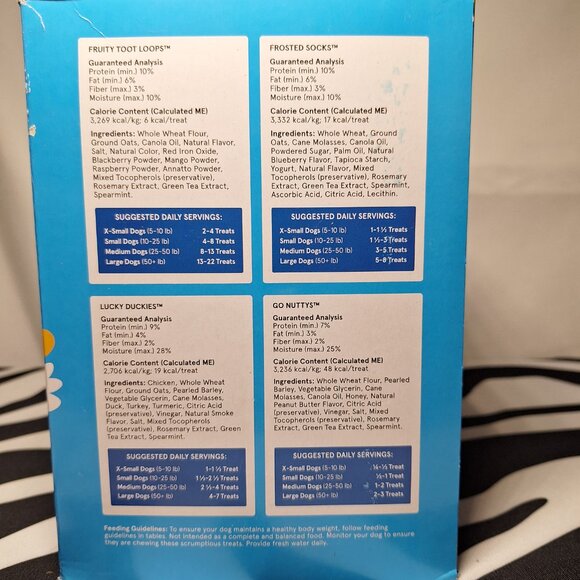 FRUITY TOOT LOOPS™
Guaranteed Analysis
Protein (min.) 10%
Fat (min.) 6%
Fiber (max.) 3%
Moisture (max.) 10%
Calorie Content (Calculated ME)
3,269 kcal/kg; 6 kcal/treat
Ingredients: Whole Wheat Flour,
Ground Oats, Canola Oil, Natural Flavor,
Salt, Natural Color, Red Iron Oxide,
Blackberry Powder, Mango Powder,
Raspberry Powder, Annatto Powder,
Mixed Tocopherols (preservative),
Rosemary Extract, Green Tea Extract,
Spearmint.
SUGGESTED DAILY SERVINGS:
X-Small Dogs (5-10 lb) 2-4 Treats
Small Dogs (10-25 lb) 4-8 Treats
Medium Dogs (25-50 lb) 8-13 Treats
Large Dogs (50+ lb) 13-22 Treats
FROSTED SOCKS™
Guaranteed Analysis
Protein (min.) 10%
Fat (min.) 6%
Fiber (max.) 3%
Moisture (max.) 10%
Calorie Content (Calculated ME)
3,332 kcal/kg; 17 kcal/treat
Ingredients: Whole Wheat, Ground
Oats, Cane Molasses, Canola Oil,
Powdered Sugar, Palm Oil, Natural
Blueberry Flavor, Tapioca Starch,
Yogurt, Natural Flavor, Mixed
Tocopherols (preservative), Rosemary
Extract, Green Tea Extract, Spearmint,
Ascorbic Acid, Citric Acid, Lecithin.
SUGGESTED DAILY SERVINGS:
X-Small Dogs (5-10 lb) 1-1 ½ Treats
Small Dogs (10-25 lb) 1 ½-3 Treats
Medium Dogs (25-50 lb) 3-5 Treats
Large Dogs (50+ lb) 5-8 Treats
LUCKY DUCKIES™
Guaranteed Analysis
Protein (min.) 9%
Fat (min.) 4%
Fiber (max.) 2%
Moisture (max.) 28%
Calorie Content (Calculated ME)
2,706 kcal/kg, 19 kcal/treat
Ingredients: Chicken, Whole Wheat
Flour, Ground Oats, Pearled Barley,
Vegetable Glycerin, Cane Molasses,
Duck, Turkey, Turmeric, Citric Acid
(preservative), Vinegar, Natural Smoke
Flavor, Salt, Mixed Tocopherols
(preservative), Rosemary Extract, Green
Tea Extract, Spearmint.
SUGGESTED DAILY SERVINGS:
X-Small Dogs (5-10 lb) 1-1 ½ Treat
Small Dogs (10-25 lb) 1 ½-2 ½ Treats
Medium Dogs (25-50 lb) 2 ½-4 Treats
Large Dogs (50+ lb) 4-7 Treats
GO NUTTYS™
Guaranteed Analysis
Protein (min.) 7%
Fat (min.) 3%
Fiber (max.) 2%
Moisture (max.) 25%
Calorie Content (Calculated ME)
3,236 kcal/kg; 48 kcal/treat
Ingredients: Whole Wheat Flour, Pearled
Barley, Vegetable Glycerin, Cane
Molasses, Canola Oil, Honey, Natural
Peanut Butter Flavor, Citric Acid
(preservative), Vinegar, Salt, Mixed
Tocopherols (preservative), Rosemary
Extract, Green Tea Extract, Spearmint.
SUGGESTED DAILY SERVINGS:
X-Small Dogs (5-10 lb) ¼-½ Treat
Small Dogs (10-25 lb) ½-1 Treat
Medium Dogs (25-50 lb) 1-2 Treats
Large Dogs (50+ lb) 2-3 Treats
Feeding Guidelines: To ensure your dog maintains a healthy body weight, follow feeding
guidelines in tables. Not intended as a complete and balanced food. Monitor your dog to ensure
they are chewing these scrumptious treats. Provide fresh water daily.